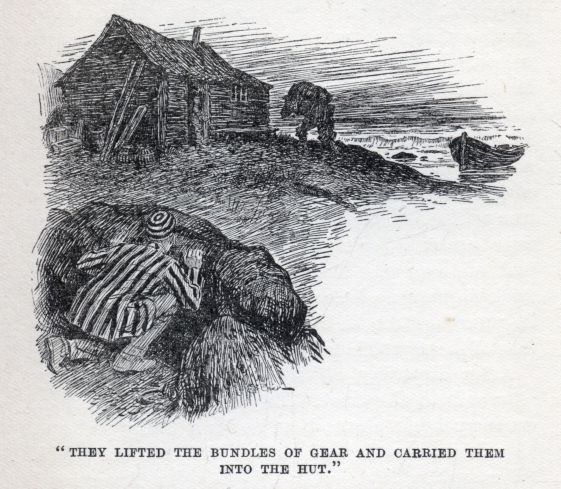 "THEY LIFTED THE BUNDLES OF GEAR AND CARRIED THEM
INTO THE HUT."